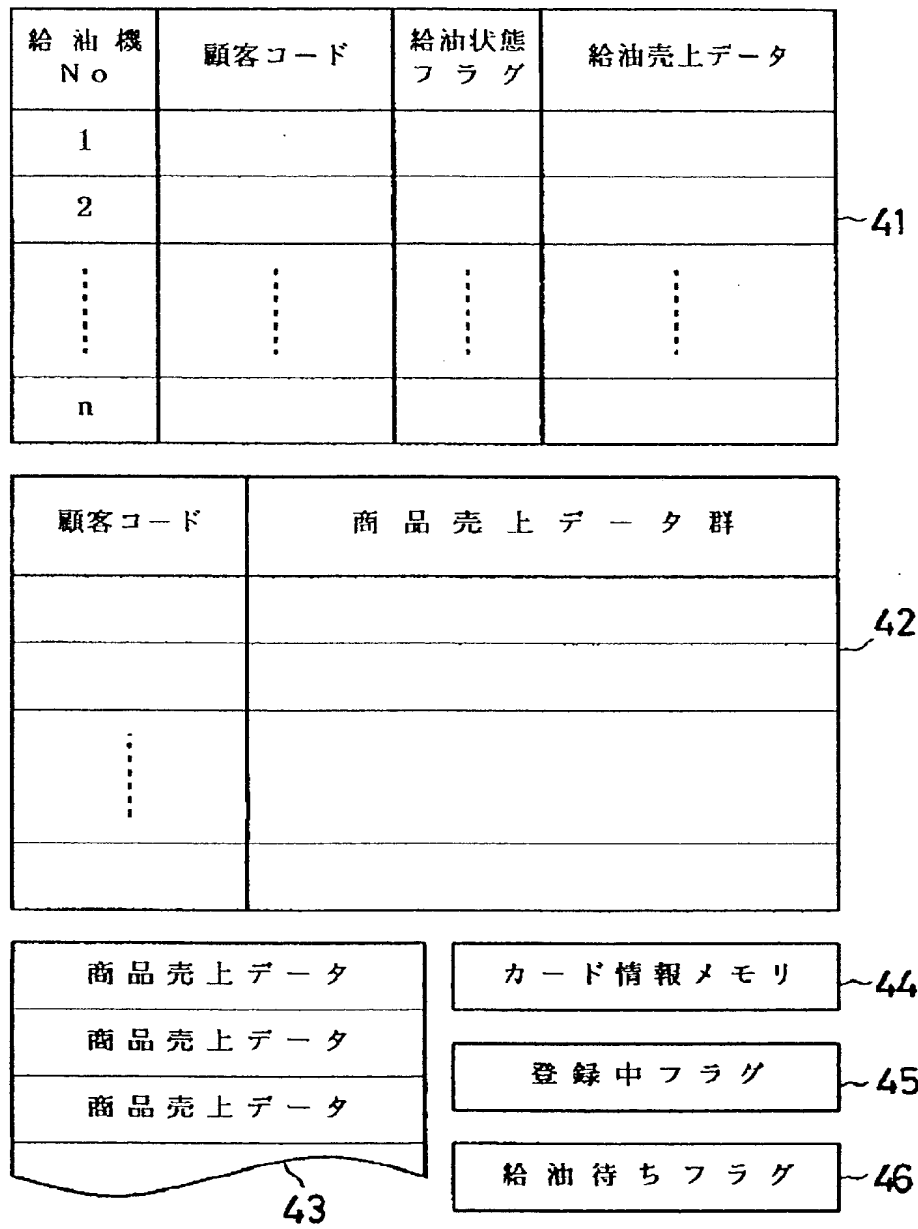 給油機 No 顧客コード 給油状態フラグ 給油売上データ
1
2
41
n
顧客コード 商品売上データ群
42
商品売上データ
商品売上データ
商品売上データ
43
カード情報メモリ 44
登録中フラグ 45
給油待ちフラグ 46